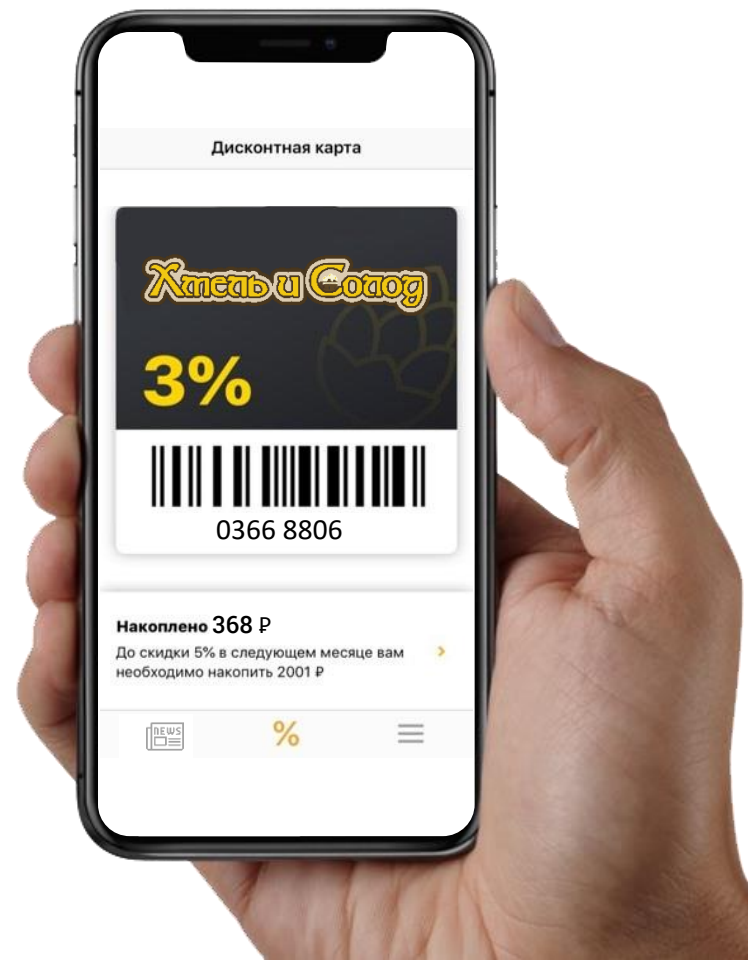 Дисконтная карта
Хмель и Солод
3%
0366 8806
Накоплено 368 ₽
До скидки 5% в следующем месяце вам
необходимо накопить 2001 ₽
NEWS
%